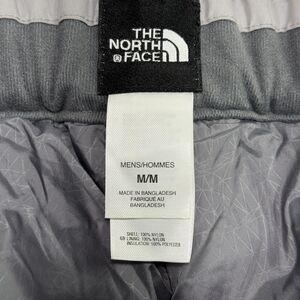 THE
NORTH
FACE
MENS/HOMMES
M/M
MADE IN BANGLADESH
FABRIQUÉ AU
BANGLADESH
SHELL: 100% NYLON
LINING: 100% NYLON
INSULATION: 100% POLYESTER